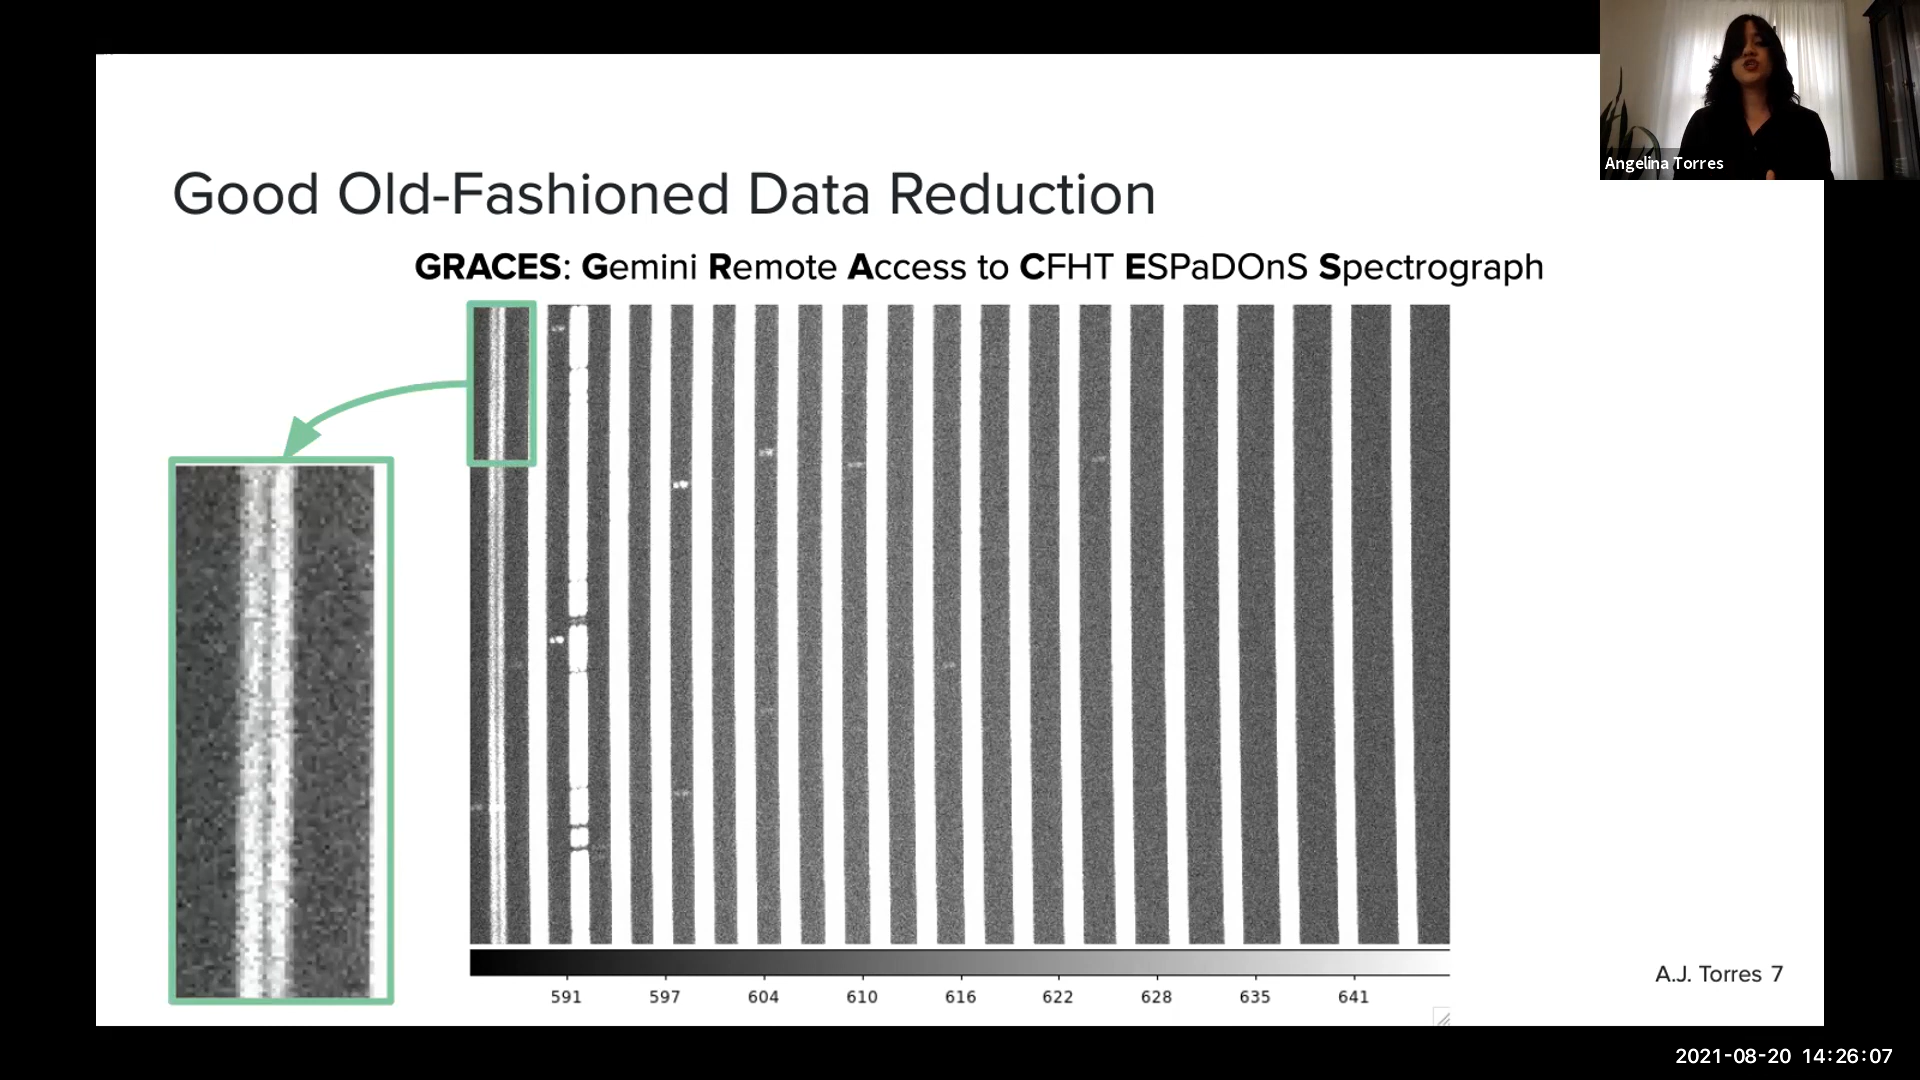 Angelina Torres
Good Old-Fashioned Data Reduction
GRACES: Gemini Remote Access to CFHT ESPaDOnS Spectrograph
591 597 604 610 616 622 628 635 641
A.J. Torres 7
2021-08-20 14:26:07